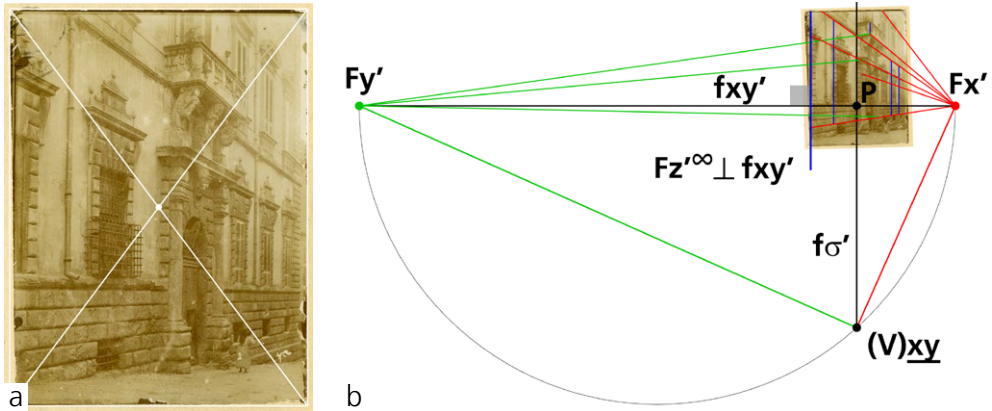 a
b
Fy′
fxy′
P
Fx′
Fz′∞⊥ fxy′
fσ′
(V)xy